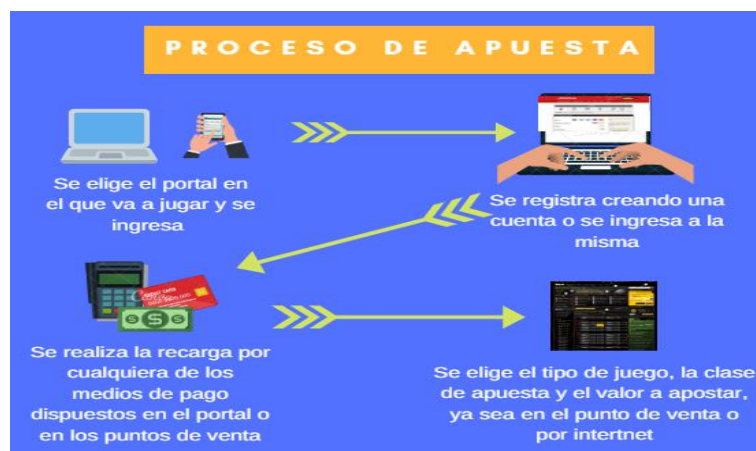 PROCESO DE APUESTA
Se elige el portal en
el que va a jugar y se
ingresa
Se registra creando una
cuenta o se ingresa a la
misma
Se realiza la recarga por
cualquiera de los
medios de pago
dispuestos en el portal o
en los puntos de venta
Se elige el tipo de juego, la clase
de apuesta y el valor a apostar,
ya sea en el punto de venta o
por intertnet